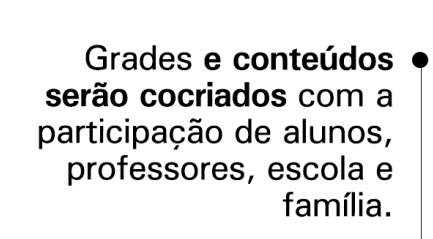 Grades e conteúdos
serão cocriados com a
participação de alunos,
professores, escola e
família.